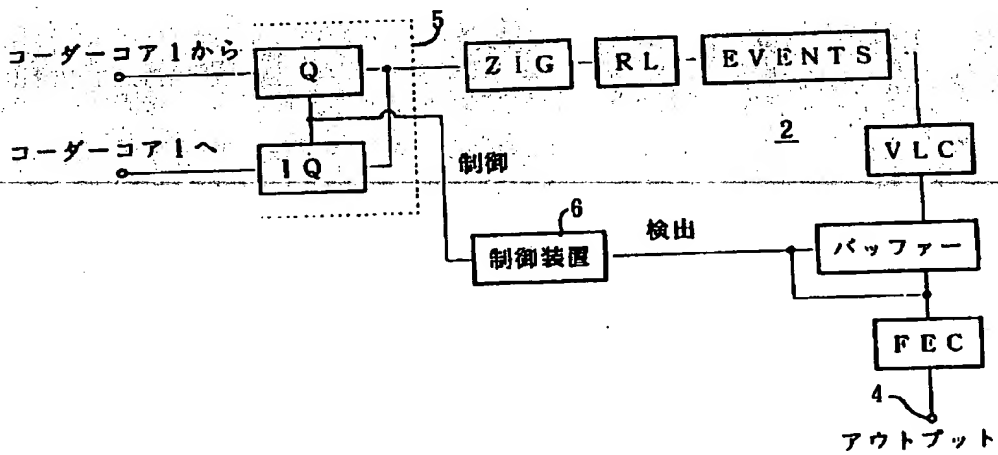 5
コーダーコア1から
Q
ZIG
RL
EVENTS
2
コーダーコア1へ
IQ
制御
VLC
6
検出
制御装置
バッファー
FEC
4
アウトプット